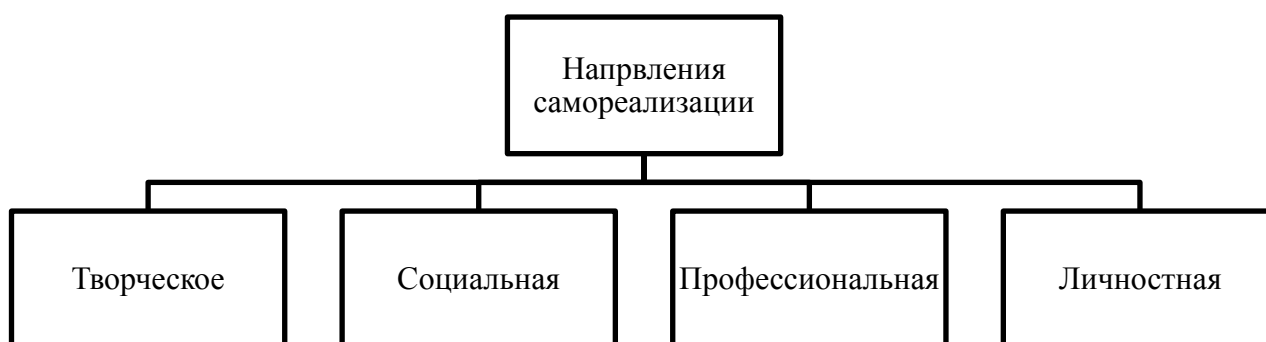 Напрвления
самореализации
Творческое
Социальная
Профессиональная
Личностная